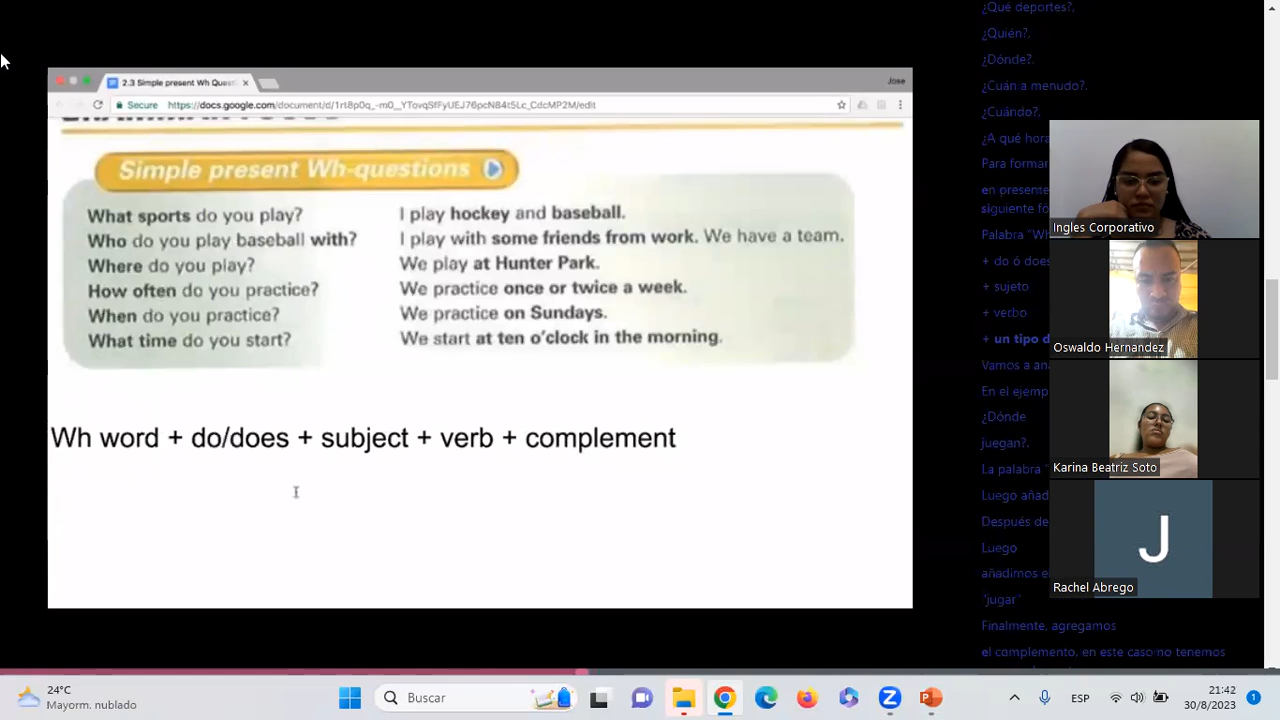 2.3 Simple present Wh Ques
Jose
Secure
https://docs.google.com/document/d/1rt8p0q_-m0__YTovqSfFyUEJ76pcN84t5Lc_CdcMP2M/edit
Simple present Wh-questions
What sports do you play? I play hockey and baseball.
Who do you play baseball with? I play with some friends from work. We have a team.
Where do you play? We play at Hunter Park.
How often do you practice? We practice once or twice a week.
When do you practice? We practice on Sundays.
What time do you start? We start at ten o'clock in the morning.
Wh word + do/does + subject + verb + complement
¿Qué deportes?,
¿Quién?,
¿Dónde?.
¿Cuán a menudo?.
¿Cuándo?,
¿A qué hora
Para formar
en presente
siguiente
Palabra "Wh
+ do ó does
+ sujeto
+ verbo
+ un tipo d
Vamos a
En el ejemp
¿Dónde
juegan?.
La palabra "
Luego añad
Después de
Luego
añadimos e
"jugar"
Finalmente, agregamos
el complemento, en este caso no tenemos
Ingles Corporativo
Oswaldo Hernandez
Karina Beatriz Soto
J
Rachel Abrego
24°C
Mayorm. nublado
Buscar
ESP
21:42
30/8/2023
1